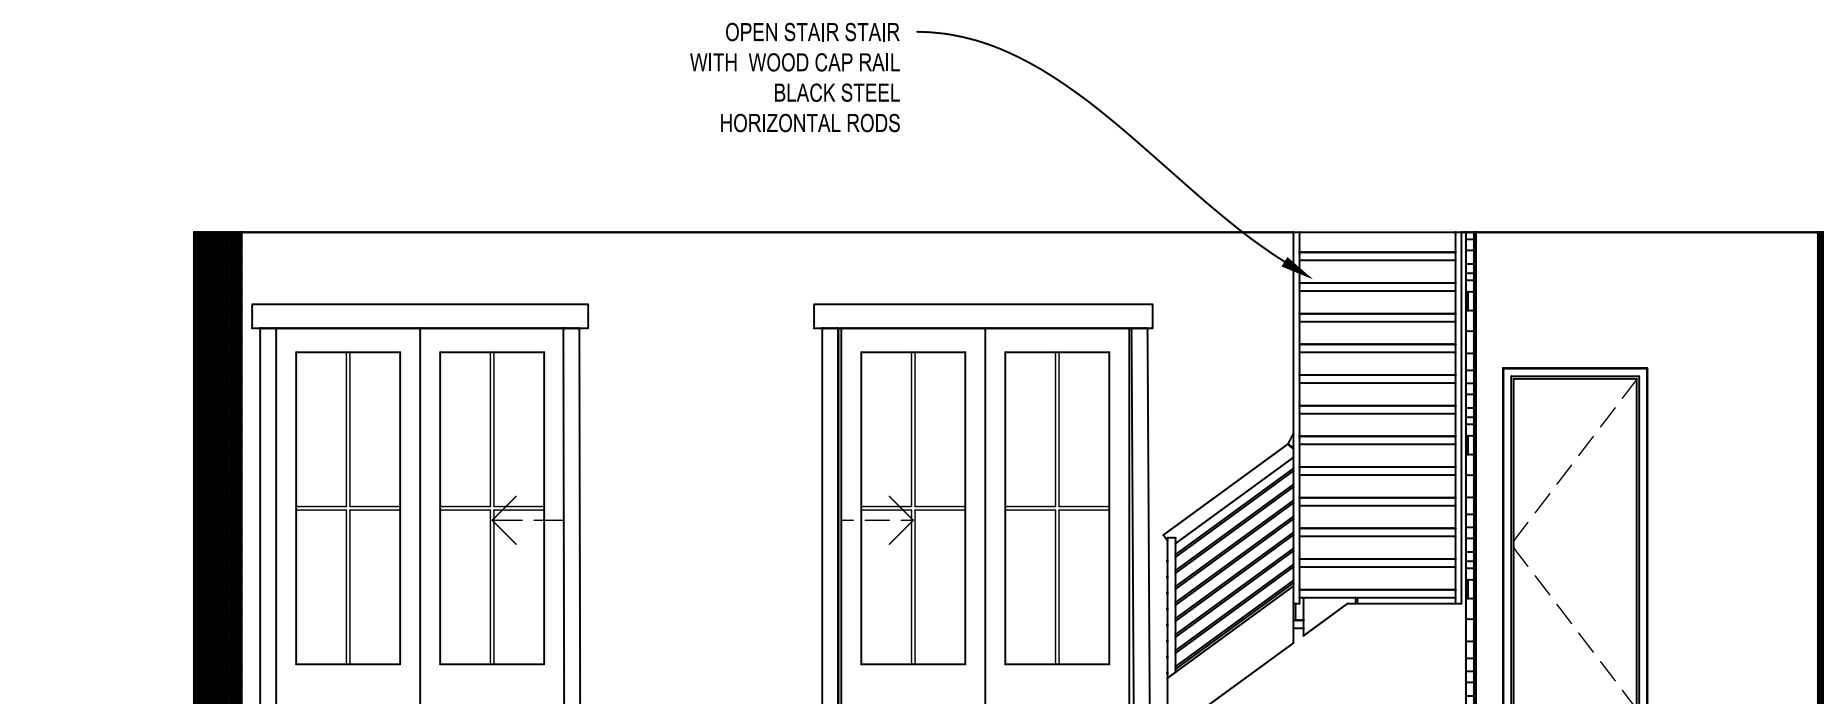 OPEN STAIR STAIR
WITH WOOD CAP RAIL
BLACK STEEL
HORIZONTAL RODS